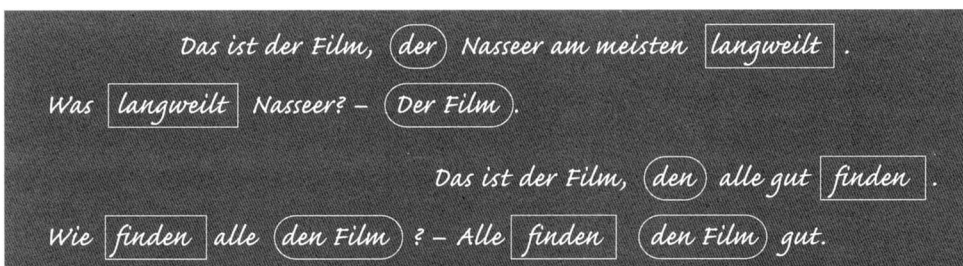 Das ist der Film, der Nasseer am meisten langweilt.
Was langweilt Nasseer? – Der Film.
Das ist der Film, den alle gut finden.
Wie finden alle den Film? – Alle finden den Film gut.